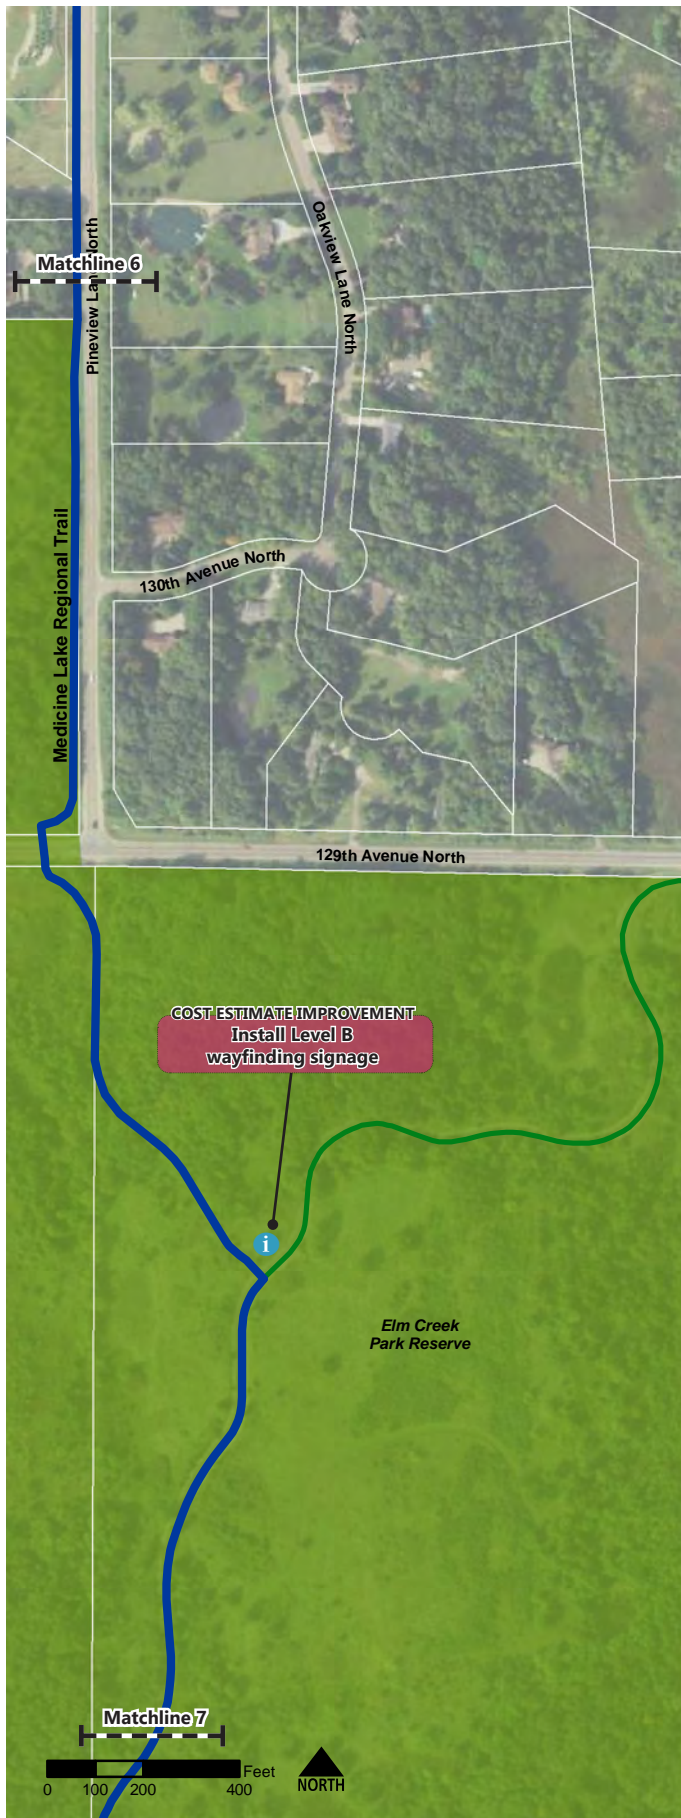 Oakview Lane North
Pineview Lane North
Matchline 6
Medicine Lake Regional Trail
130th Avenue North
129th Avenue North
COST ESTIMATE IMPROVEMENT
Install Level B
wayfinding signage
i
Elm Creek
Park Reserve
Matchline 7
Feet
0 100 200 400
NORTH